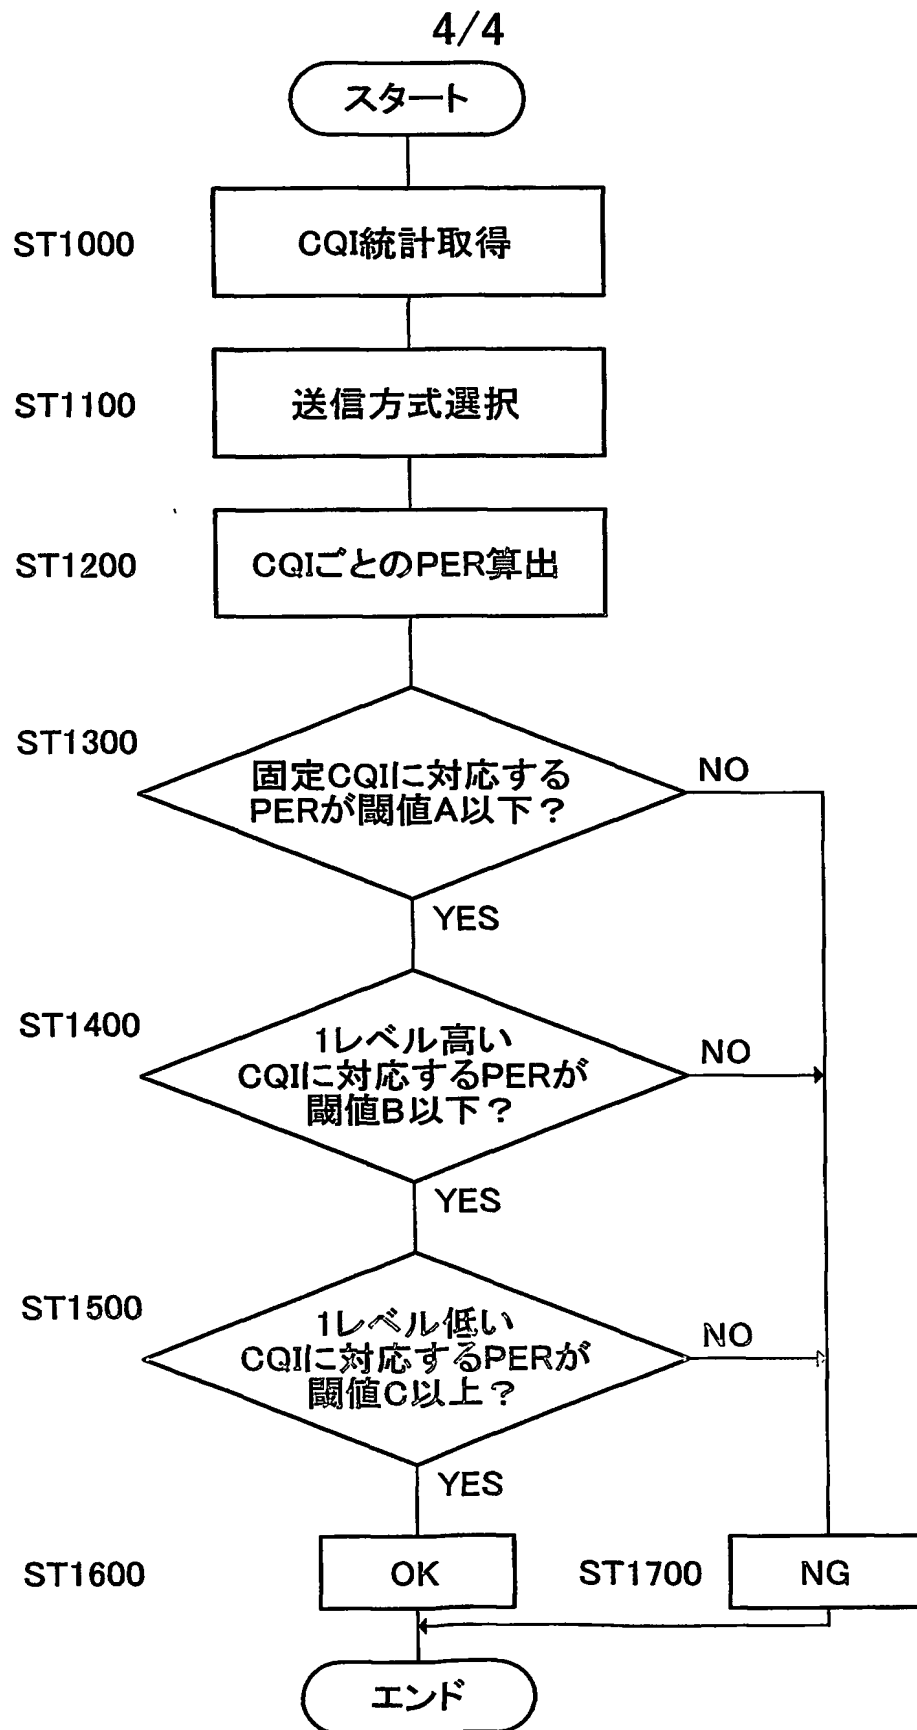 4/4
スタート
ST1000
CQI統計取得
ST1100
送信方式選択
ST1200
CQIごとのPER算出
ST1300
固定CQIに対応する
PERが閾値A以下？
NO
YES
ST1400
1レベル高い
CQIに対応するPERが
閾値B以下？
NO
YES
ST1500
1レベル低い
CQIに対応するPERが
閾値C以上？
NO
YES
ST1600
OK
ST1700
NG
エンド